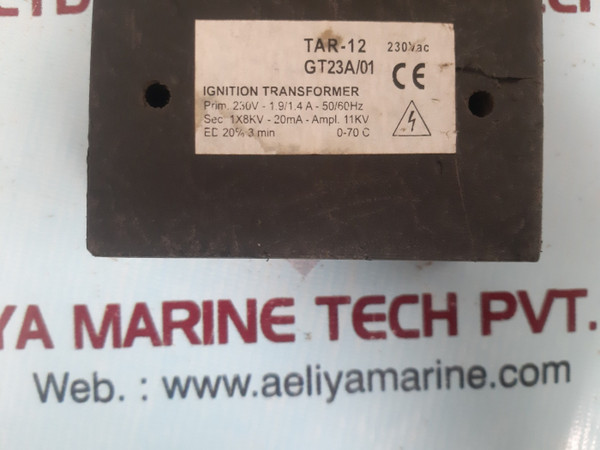 TAR-12 230Vac
GT23A/01 CE
IGNITION TRANSFORMER
Prim. 230V - 1.9/1.4 A - 50/60Hz
Sec. 1X8KV - 20mA - Ampl. 11KV
ED 20% 3 min 0-70 C
YA MARINE TECH PVT.
Web. : www.aeliyamarine.com